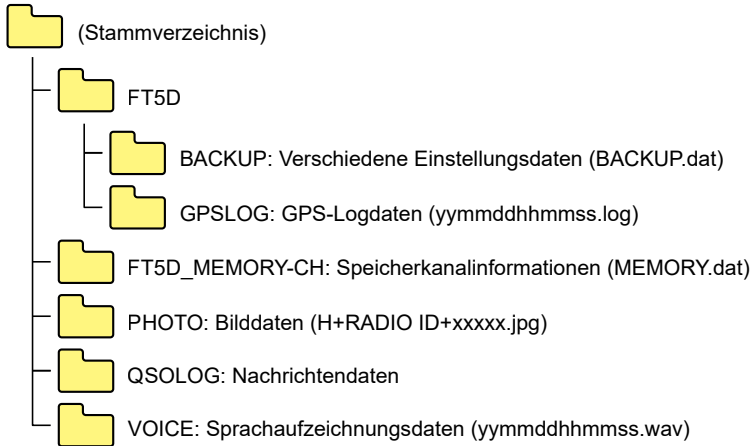 (Stammverzeichnis)
FT5D
BACKUP: Verschiedene Einstellungsdaten (BACKUP.dat)
GPSLOG: GPS-Logdaten (yymmddhhmmss.log)
FT5D_MEMORY-CH: Speicherkanalinformationen (MEMORY.dat)
PHOTO: Bilddaten (H+RADIO ID+xxxxx.jpg)
QSOLOG: Nachrichtendaten
VOICE: Sprachaufzeichnungsdaten (yymmddhhmmss.wav)